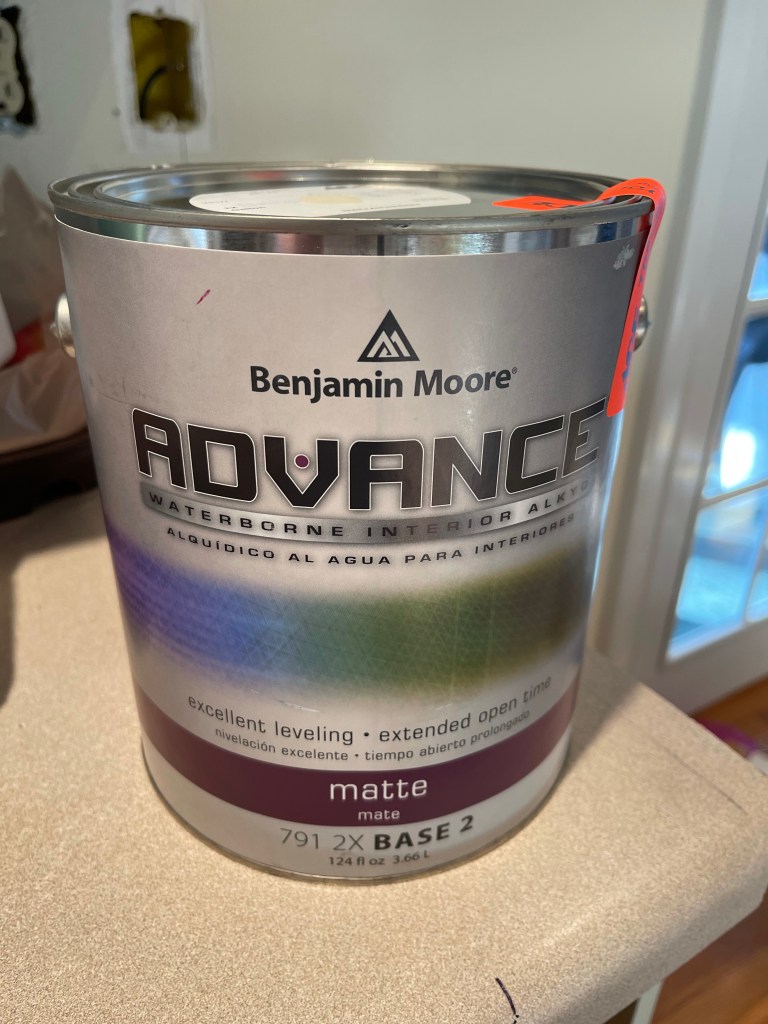 Benjamin Moore®
ADVANCE
WATERBORNE INTERIOR ALKYD
ALQUÍDICO AL AGUA PARA INTERIORES
excellent leveling • extended open time
nivelación excelente • tiempo abierto prolongado
matte
mate
791 2X BASE 2
124 fl oz 3.66 L